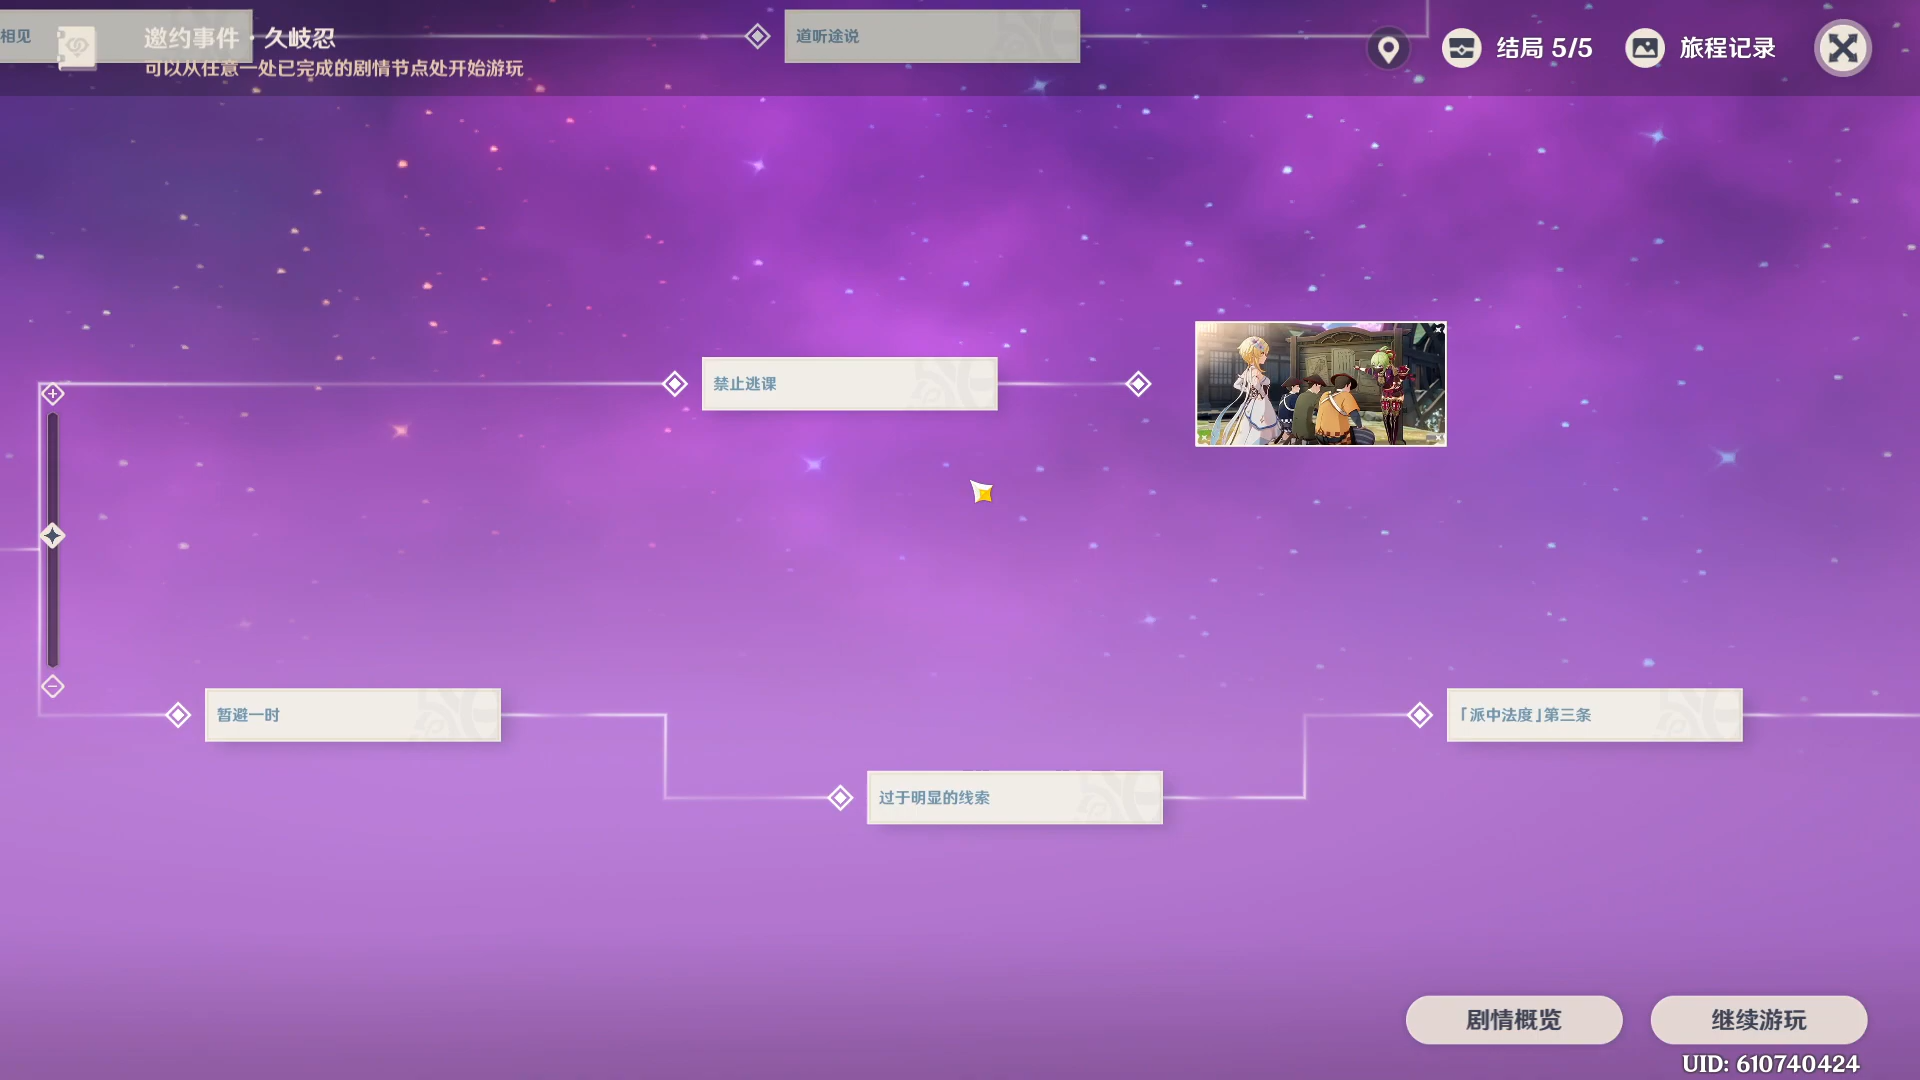 相见
邀约事件·久岐忍
可以从任意一处已完成的剧情节点处开始游玩
道听途说
结局 5/5
旅程记录
禁止逃课
暂避一时
「派中法度」第三条
过于明显的线索
剧情概览
继续游玩
UID: 610740424